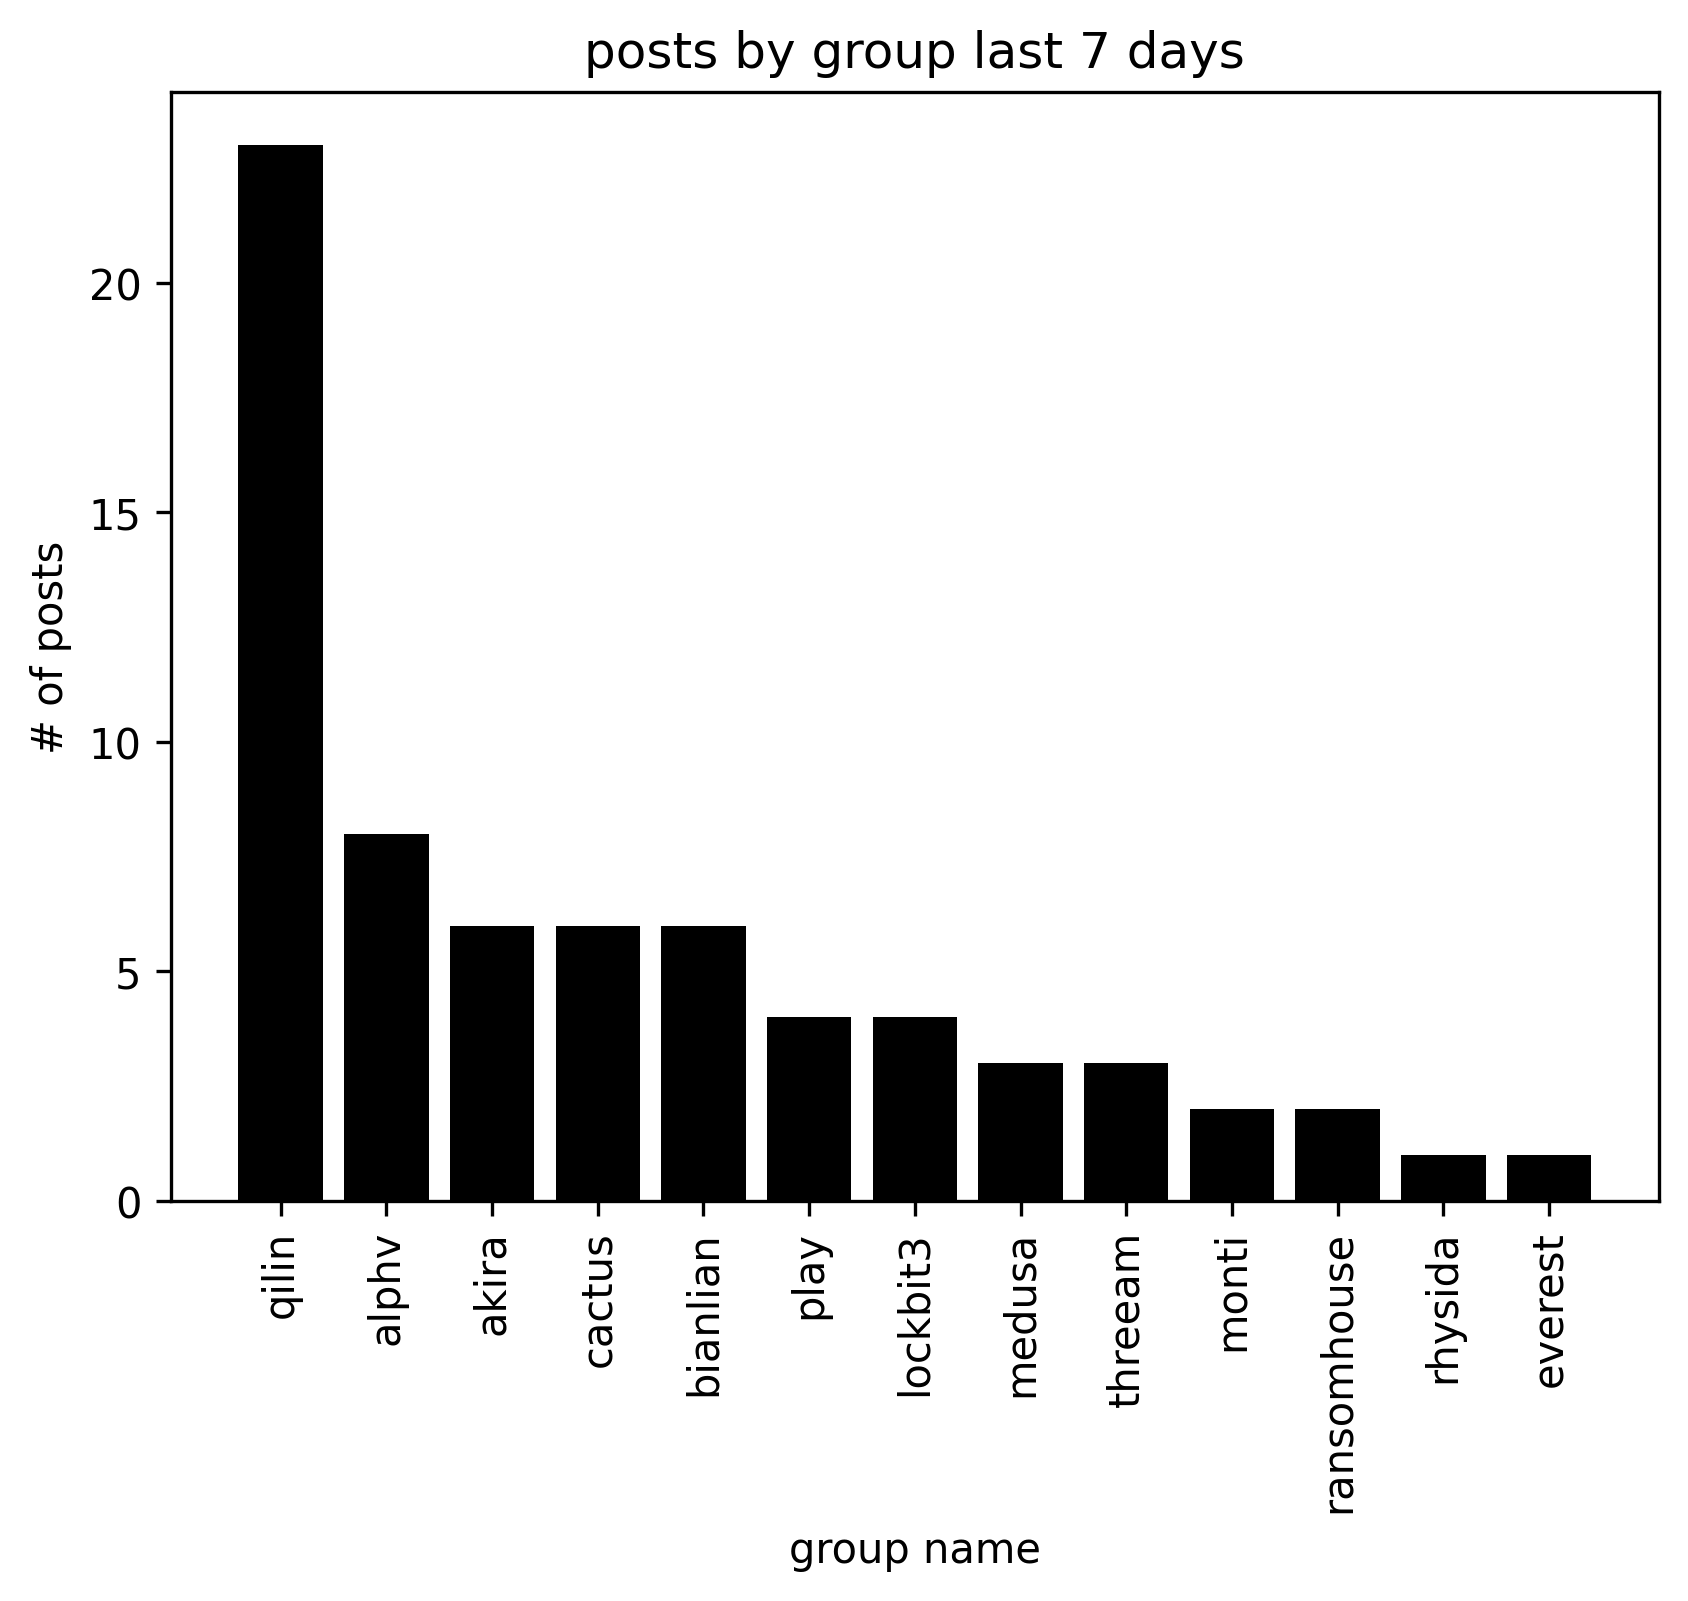 posts by group last 7 days
# of posts
20
15
10
5
0
qilin
alphv
akira
cactus
bianlian
play
lockbit3
medusa
threeam
monti
ransomhouse
rhysida
everest
group name